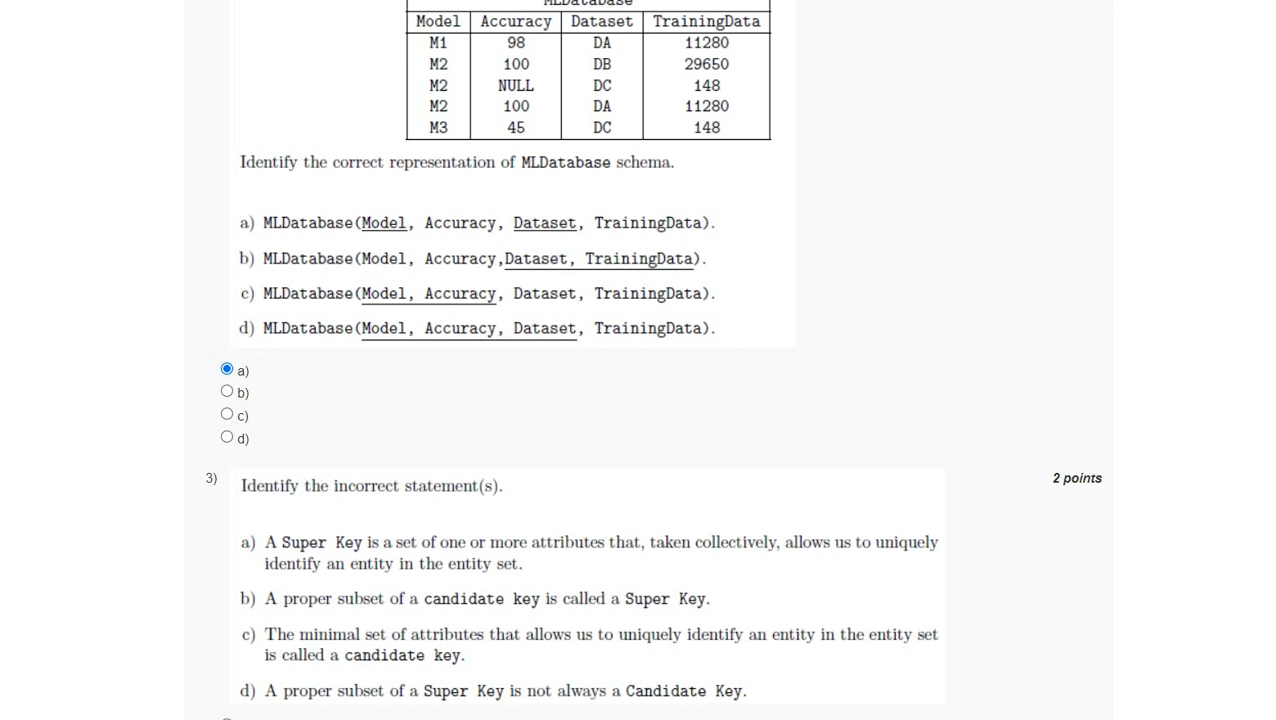 MLDatabase
Model Accuracy Dataset TrainingData
M1 98 DA 11280
M2 100 DB 29650
M2 NULL DC 148
M2 100 DA 11280
M3 45 DC 148
Identify the correct representation of MLDatabase schema.
a) MLDatabase(Model, Accuracy, Dataset, TrainingData).
b) MLDatabase(Model, Accuracy,Dataset, TrainingData).
c) MLDatabase(Model, Accuracy, Dataset, TrainingData).
d) MLDatabase(Model, Accuracy, Dataset, TrainingData).
a)
b)
c)
d)
3) Identify the incorrect statement(s). 2 points
a) A Super Key is a set of one or more attributes that, taken collectively, allows us to uniquely
identify an entity in the entity set.
b) A proper subset of a candidate key is called a Super Key.
c) The minimal set of attributes that allows us to uniquely identify an entity in the entity set
is called a candidate key.
d) A proper subset of a Super Key is not always a Candidate Key.